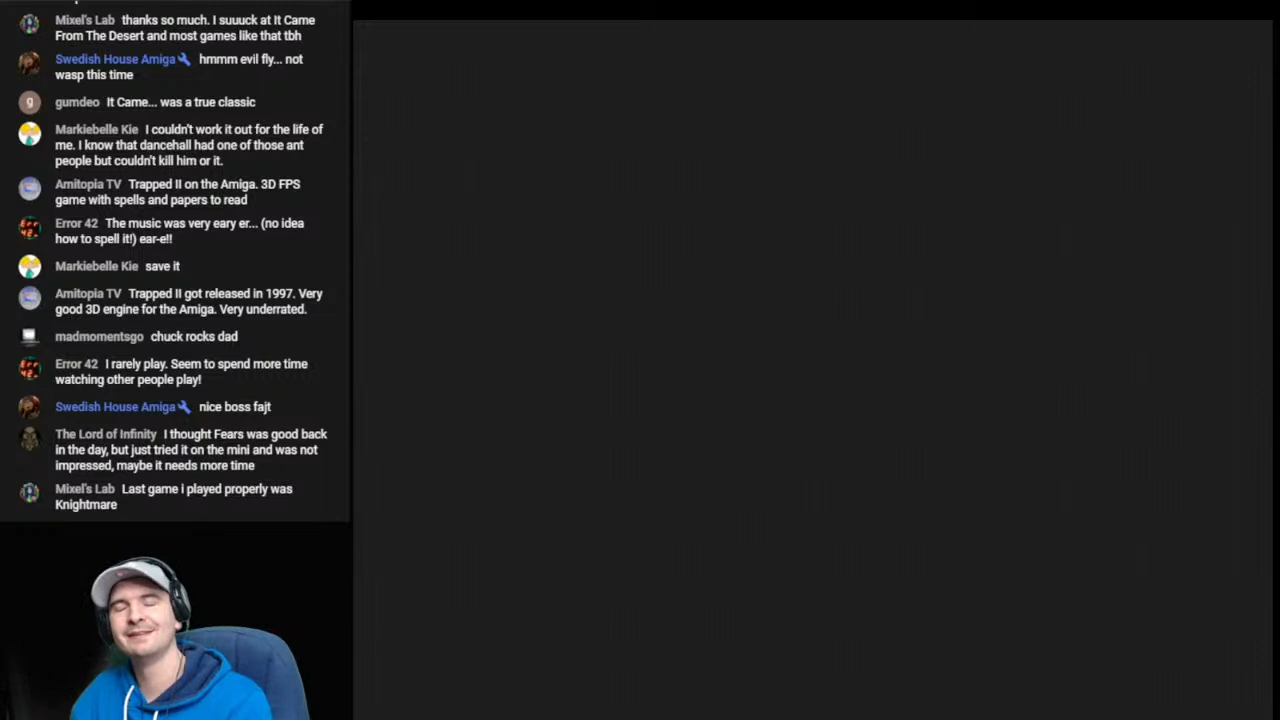 Mixel's Lab thanks so much. I suuuck at It Came
From The Desert and most games like that tbh
Swedish House Amiga hmmm evil fly... not
wasp this time
g gumdeo It Came... was a true classic
Markiebelle Kie I couldn't work it out for the life of
me. I know that dancehall had one of those ant
people but couldn't kill him or it.
Amitopia TV Trapped II on the Amiga. 3D FPS
game with spells and papers to read
Error 42 The music was very eary er... (no idea
how to spell it!) ear-e!!
Markiebelle Kie save it
Amitopia TV Trapped II got released in 1997. Very
good 3D engine for the Amiga. Very underrated.
madmomentsgo chuck rocks dad
Error 42 I rarely play. Seem to spend more time
watching other people play!
Swedish House Amiga nice boss fajt
The Lord of Infinity I thought Fears was good back
in the day, but just tried it on the mini and was not
impressed, maybe it needs more time
Mixel's Lab Last game i played properly was
Knightmare